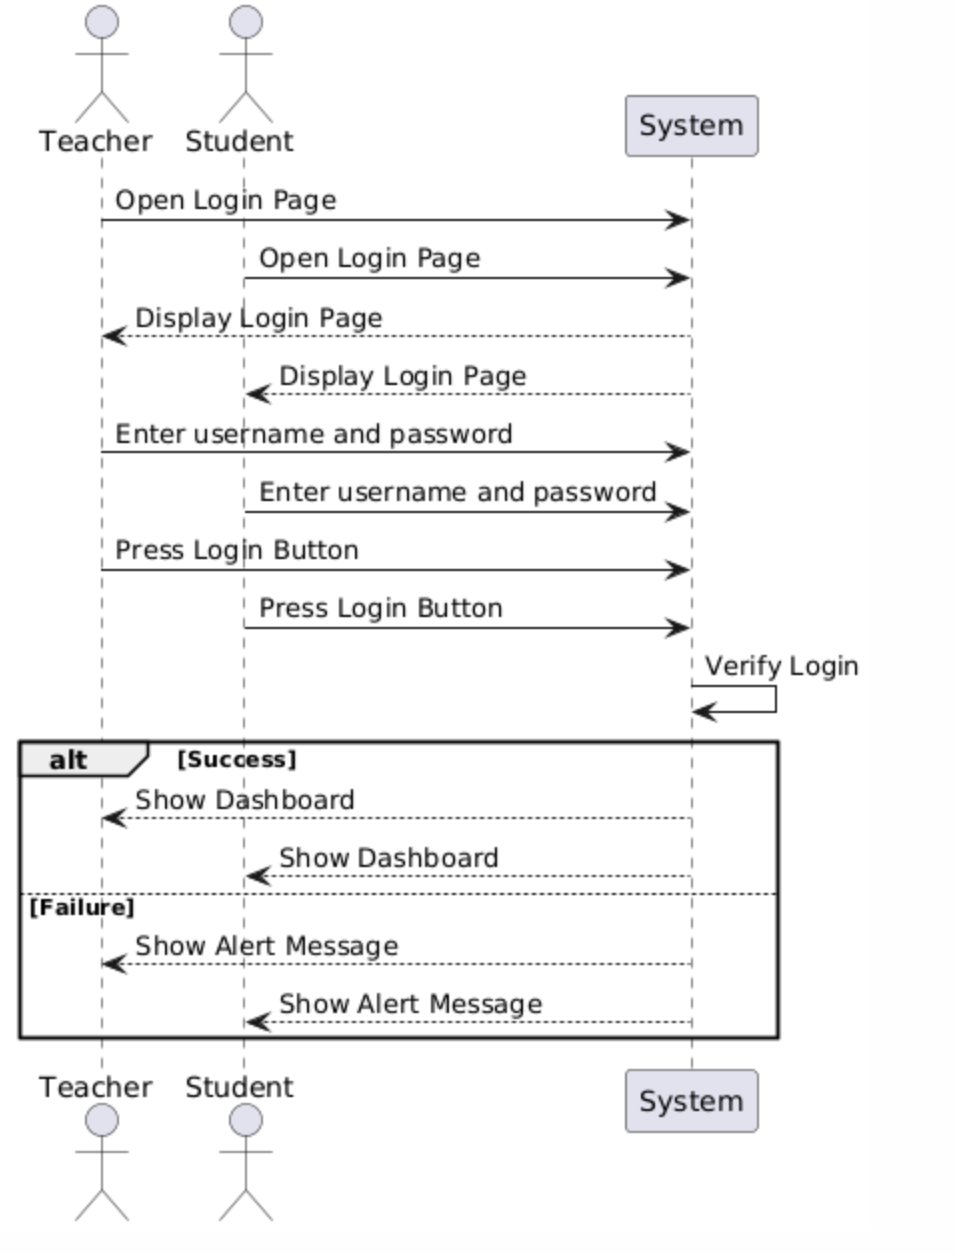 Teacher
Student
System
Open Login Page
Open Login Page
Display Login Page
Display Login Page
Enter username and password
Enter username and password
Press Login Button
Press Login Button
Verify Login
alt [Success]
Show Dashboard
Show Dashboard
[Failure]
Show Alert Message
Show Alert Message
Teacher
Student
System